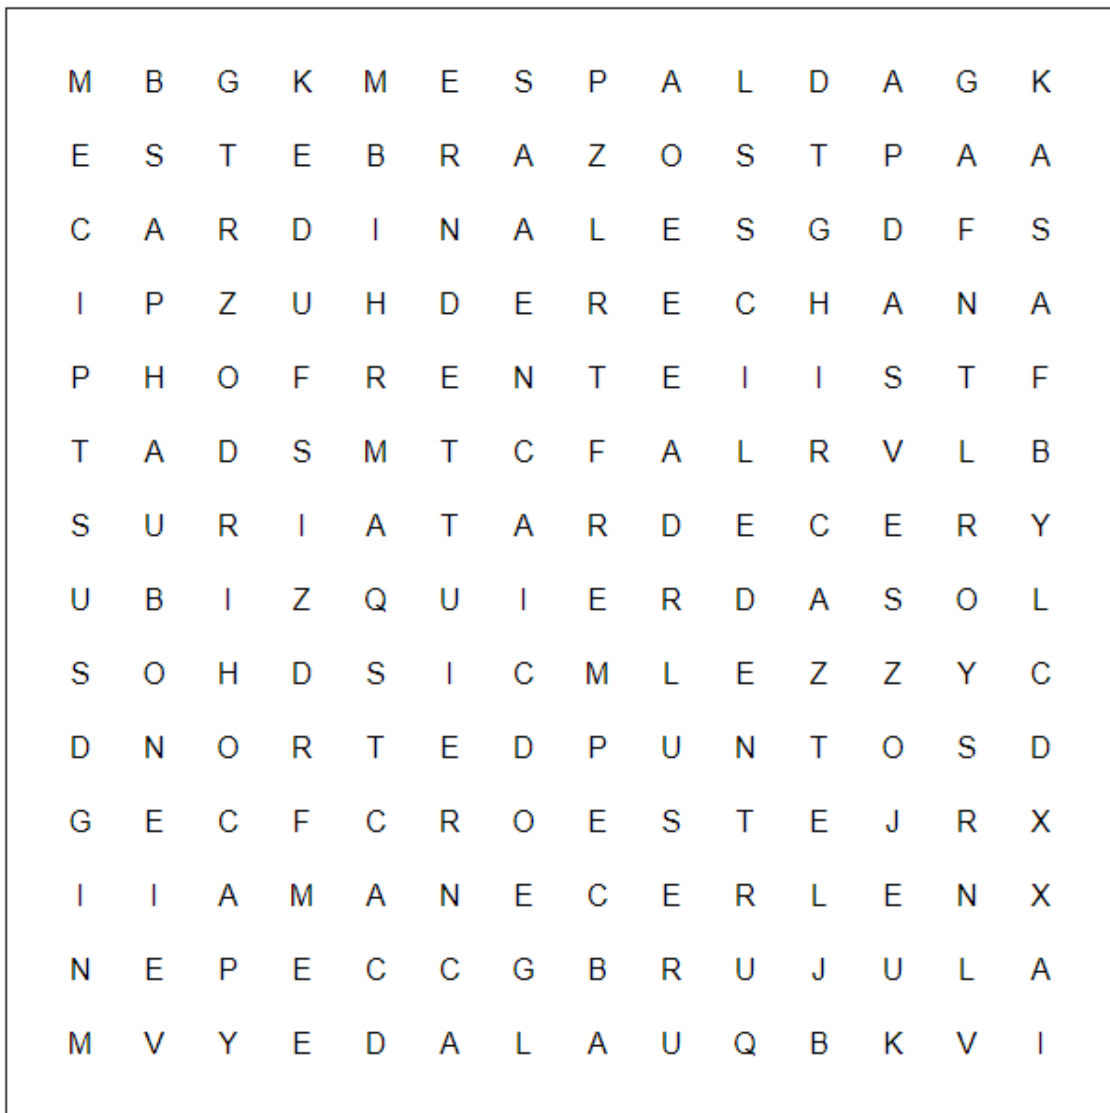 M B G K M E S P A L D A G K
E S T E B R A Z O S T P A A
C A R D I N A L E S G D F S
I P Z U H D E R E C H A N A
P H O F R E N T E I I S T F
T A D S M T C F A L R V L B
S U R I A T A R D E C E R Y
U B I Z Q U I E R D A S O L
S O H D S I C M L E Z Z Y C
D N O R T E D P U N T O S D
G E C F C R O E S T E J R X
I I A M A N E C E R L E N X
N E P E C C G B R U J U L A
M V Y E D A L A U Q B K V I